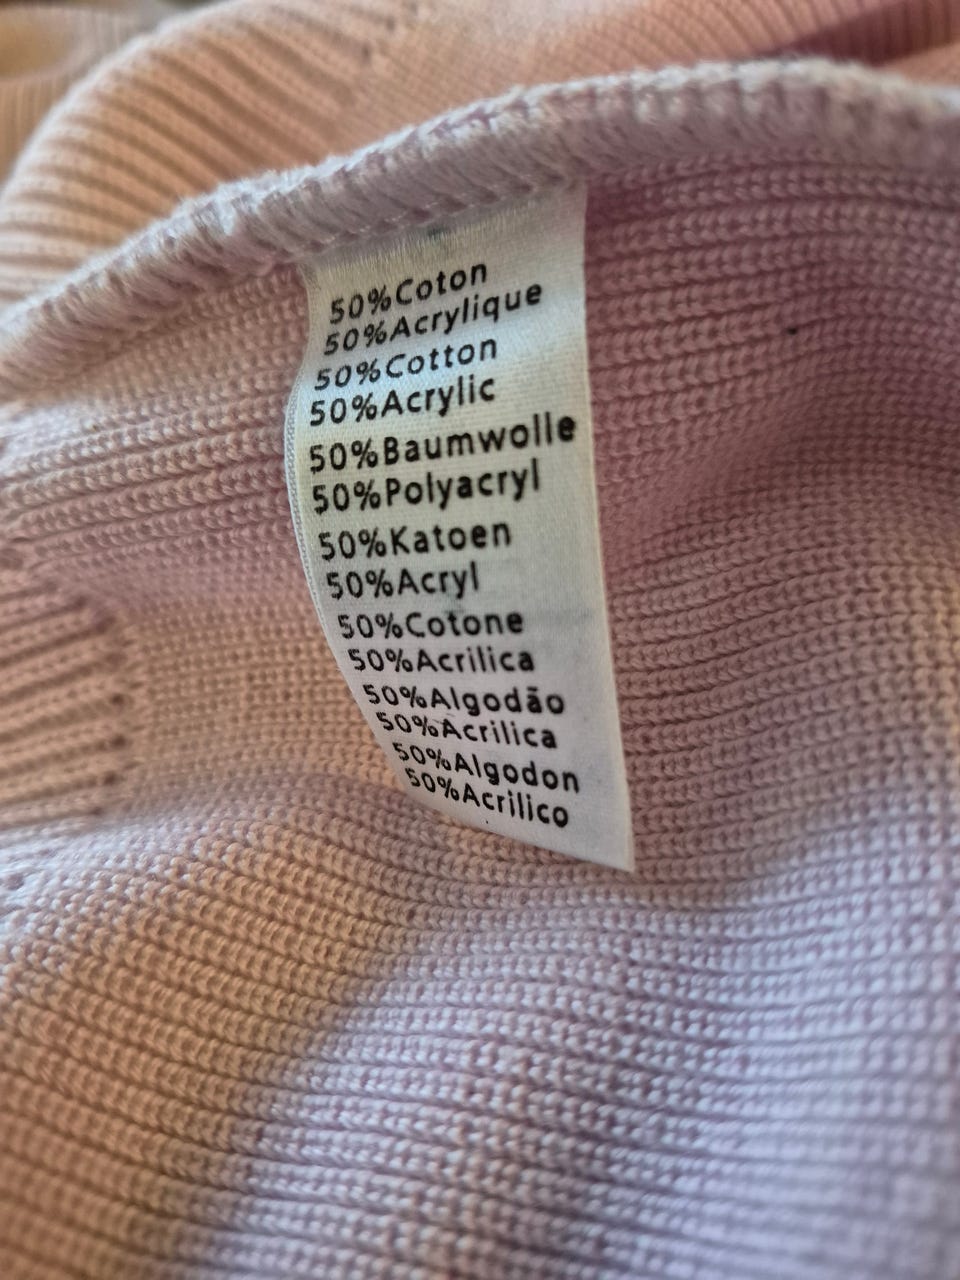 50%Coton
50%Acrylique
50%Cotton
50%Acrylic
50%Baumwolle
50%Polyacryl
50%Katoen
50%Acryl
50%Cotone
50%Acrilica
50%Algodão
50%Acrilica
50%Algodon
50%Acrilico